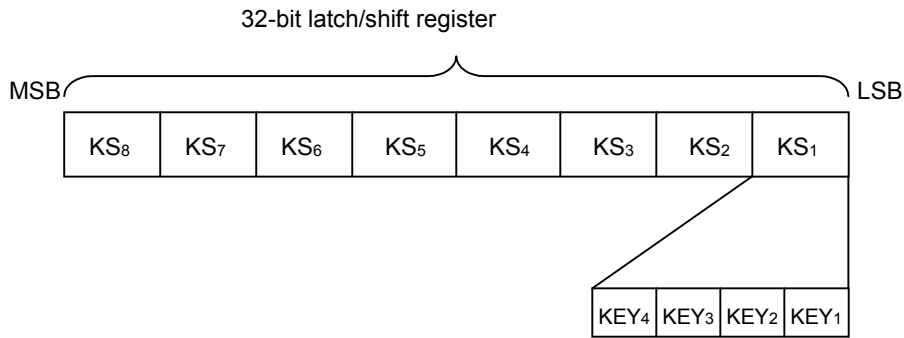 32-bit latch/shift register
MSB LSB
KS₈ KS₇ KS₆ KS₅ KS₄ KS₃ KS₂ KS₁
KEY₄ KEY₃ KEY₂ KEY₁